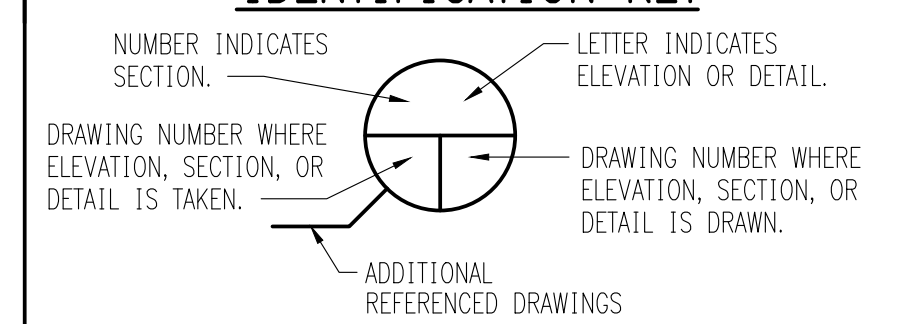 IDENTIFICATION KEY
NUMBER INDICATES
SECTION.
LETTER INDICATES
ELEVATION OR DETAIL.
DRAWING NUMBER WHERE
ELEVATION, SECTION, OR
DETAIL IS TAKEN.
DRAWING NUMBER WHERE
ELEVATION, SECTION, OR
DETAIL IS DRAWN.
ADDITIONAL
REFERENCED DRAWINGS